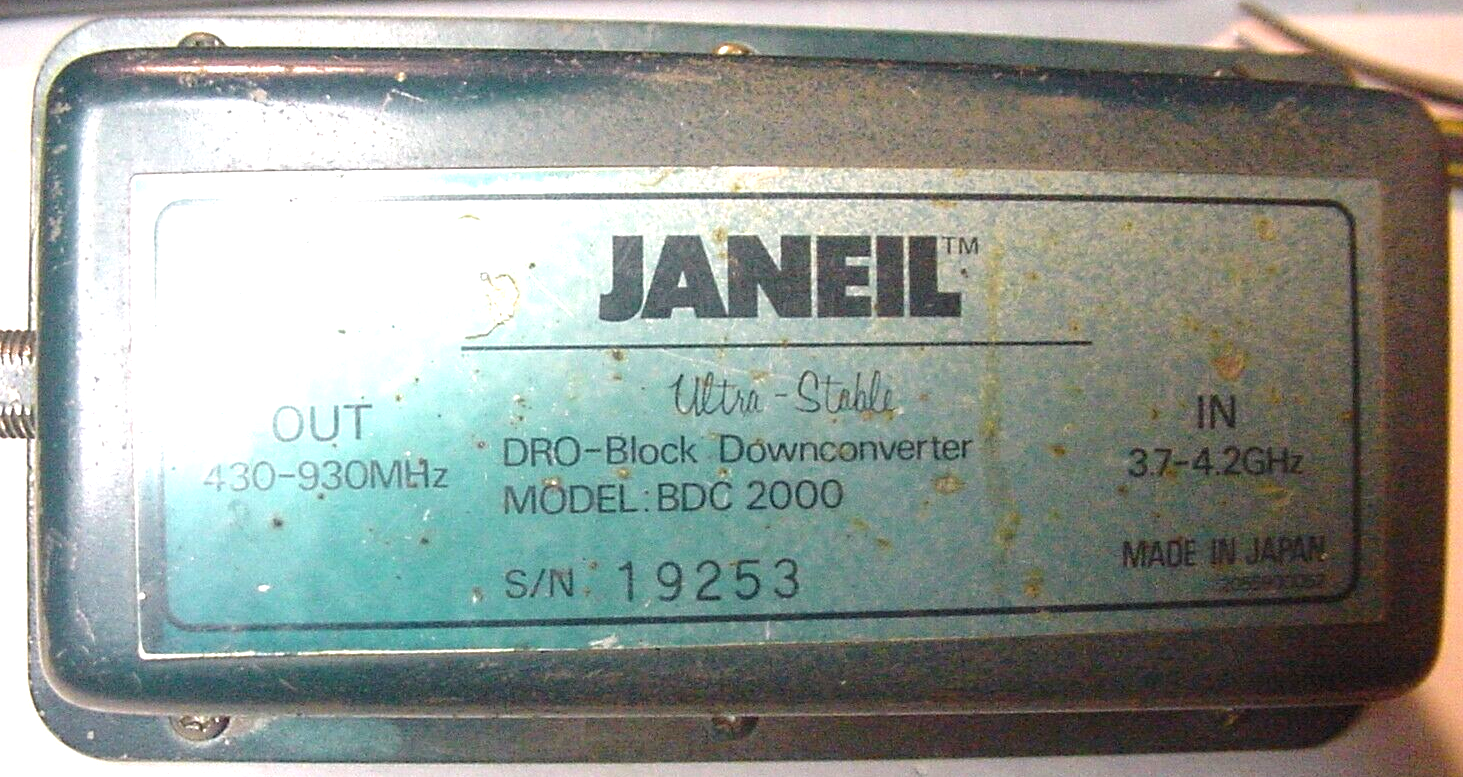 JANEIL™
Ultra-Stable
OUT
430-930MHz
DRO-Block Downconverter
MODEL: BDC 2000
IN
3.7-4.2GHz
S/N 19253
MADE IN JAPAN